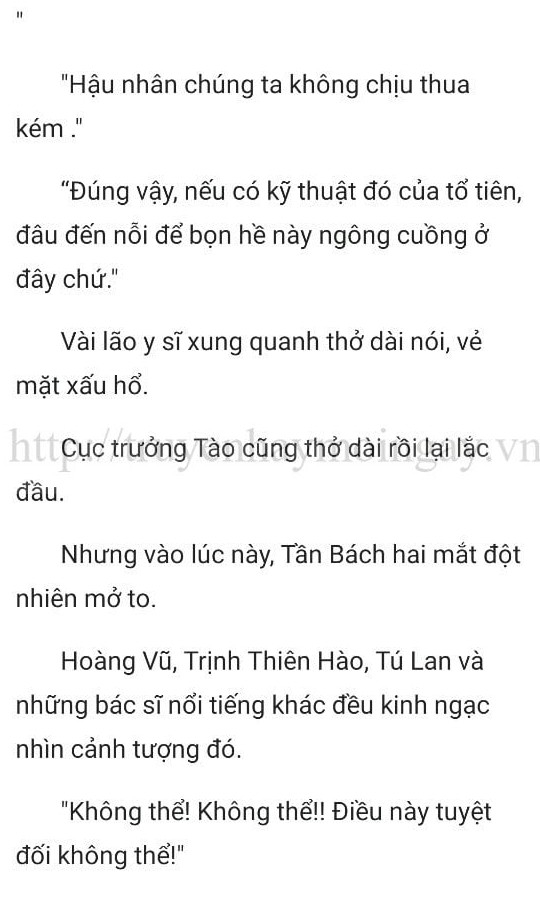 "
"Hậu nhân chúng ta không chịu thua
kém ."
“Đúng vậy, nếu có kỹ thuật đó của tổ tiên,
đâu đến nỗi để bọn hề này ngông cuồng ở
đây chứ."
Vài lão y sĩ xung quanh thở dài nói, vẻ
mặt xấu hổ.
http://truyenhaymoingay.vn
Cục trưởng Tào cũng thở dài rồi lại lắc
đầu.
Nhưng vào lúc này, Tần Bách hai mắt đột
nhiên mở to.
Hoàng Vũ, Trịnh Thiên Hào, Tú Lan và
những bác sĩ nổi tiếng khác đều kinh ngạc
nhìn cảnh tượng đó.
"Không thể! Không thể!! Điều này tuyệt
đối không thể!"